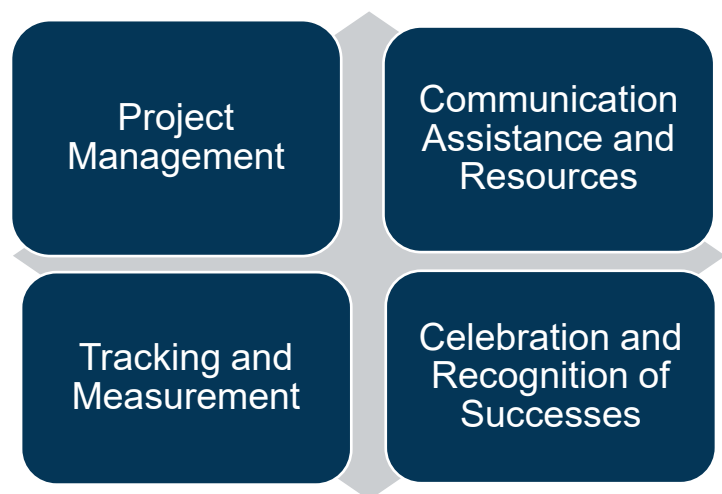 Project
Management
Communication
Assistance and
Resources
Tracking and
Measurement
Celebration and
Recognition of
Successes